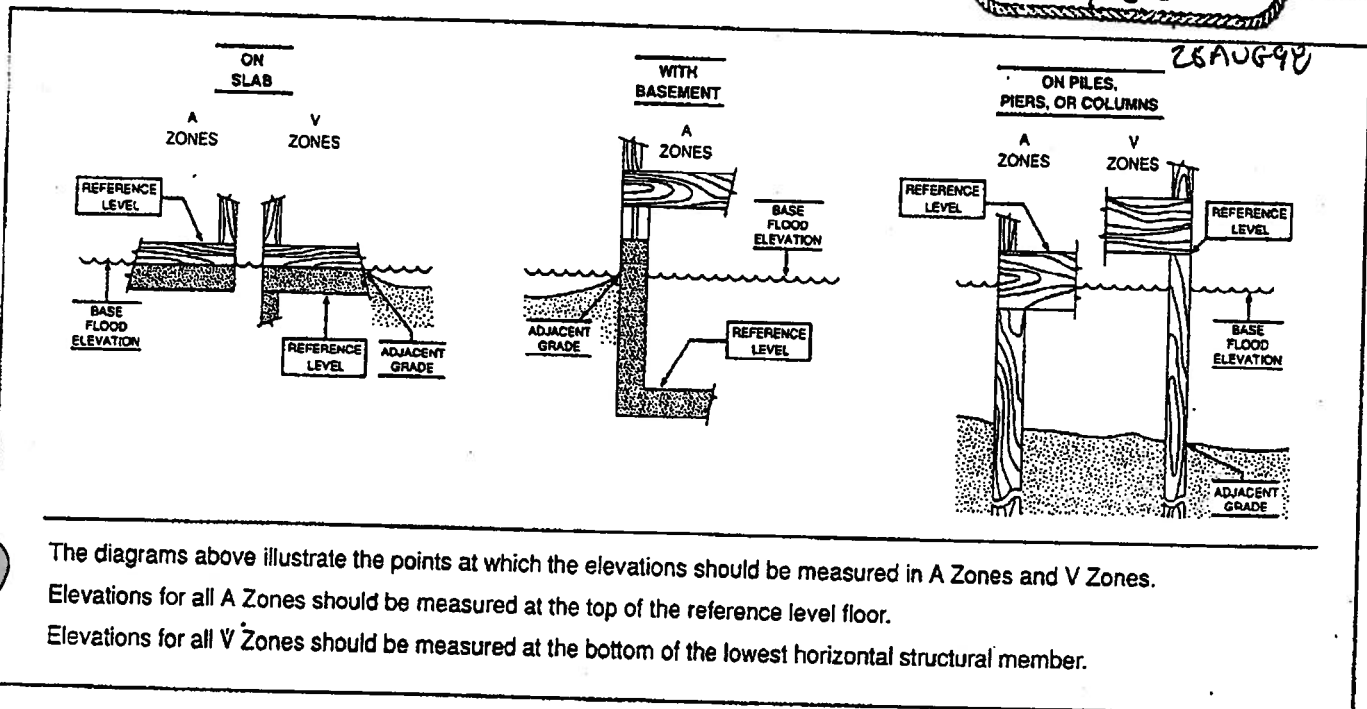 26AUG98
ON
SLAB
A
ZONES
V
ZONES
REFERENCE
LEVEL
BASE
FLOOD
ELEVATION
REFERENCE
LEVEL
ADJACENT
GRADE
WITH
BASEMENT
A
ZONES
BASE
FLOOD
ELEVATION
ADJACENT
GRADE
REFERENCE
LEVEL
ON PILES,
PIERS, OR COLUMNS
A
ZONES
V
ZONES
REFERENCE
LEVEL
REFERENCE
LEVEL
BASE
FLOOD
ELEVATION
ADJACENT
GRADE
The diagrams above illustrate the points at which the elevations should be measured in A Zones and V Zones.
Elevations for all A Zones should be measured at the top of the reference level floor.
Elevations for all V Zones should be measured at the bottom of the lowest horizontal structural member.